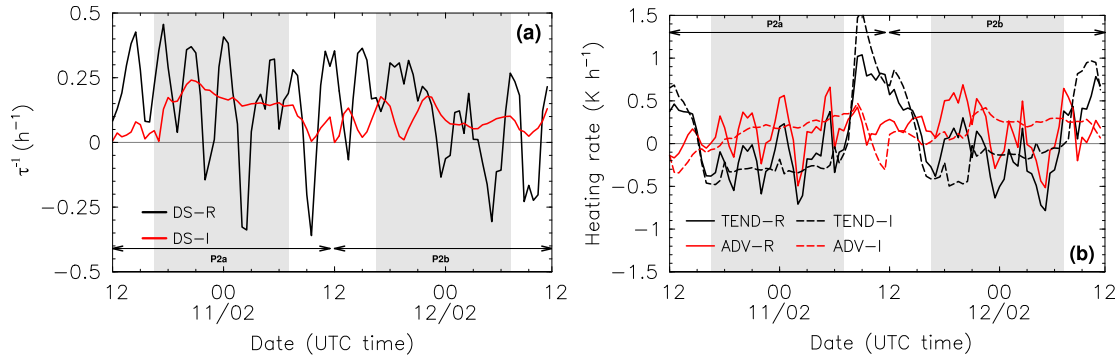 τ⁻¹ (h⁻¹)
0.5
0.25
0
−0.25
−0.5
(a)
DS−R
DS−I
P2a
P2b
12
00
12
00
12
11/02
12/02
Date (UTC time)
Heating rate (K h⁻¹)
1.5
1
0.5
0
−0.5
−1
−1.5
P2a
P2b
TEND−R
TEND−I
ADV−R
ADV−I
(b)
12
00
12
00
12
11/02
12/02
Date (UTC time)